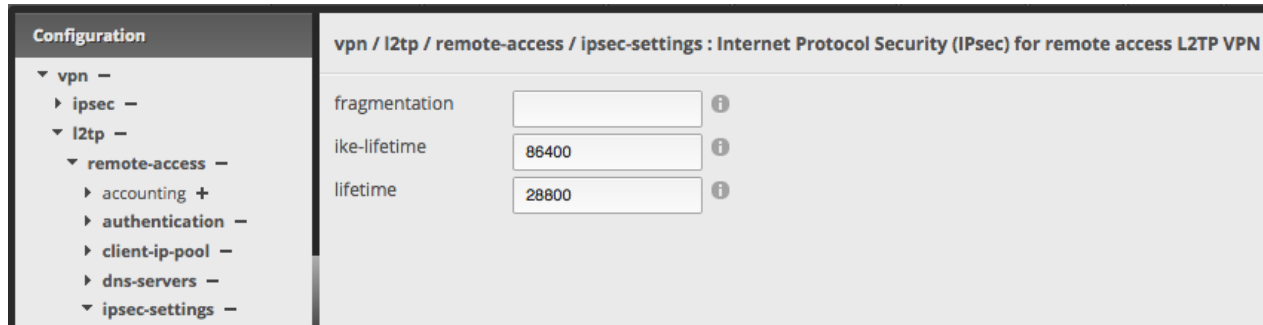 Configuration
vpn −
ipsec −
l2tp −
remote-access −
accounting +
authentication −
client-ip-pool −
dns-servers −
ipsec-settings −
vpn / l2tp / remote-access / ipsec-settings : Internet Protocol Security (IPsec) for remote access L2TP VPN
fragmentation
ike-lifetime 86400
lifetime 28800